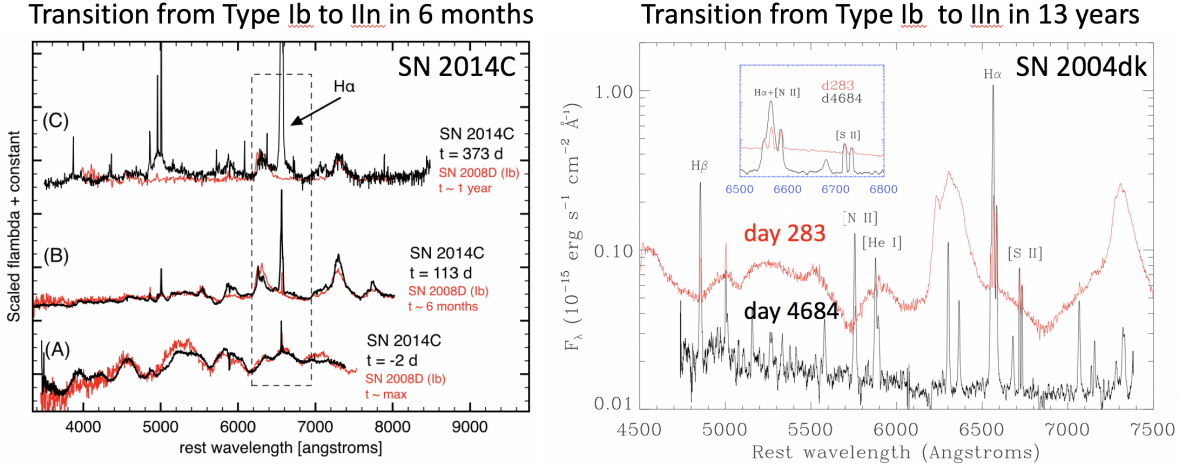 Transition from Type Ib to IIn in 6 months
SN 2014C
Hα
(C)
SN 2014C
t = 373 d
SN 2008D (Ib)
t ~ 1 year
(B)
SN 2014C
t = 113 d
SN 2008D (Ib)
t ~ 6 months
(A)
SN 2014C
t = -2 d
SN 2008D (Ib)
t ~ max
Scaled flambda + constant
4000 5000 6000 7000 8000 9000
rest wavelength [angstroms]
Transition from Type Ib to IIn in 13 years
SN 2004dk
Hα
1.00
0.10
0.01
F λ (10⁻¹⁵ erg s⁻¹ cm⁻² Å⁻¹)
Hα+[N II]
d283
d4684
[S II]
6500 6600 6700 6800
Hβ
[N II]
[He I]
[S II]
day 283
day 4684
4500 5000 5500 6000 6500 7000 7500
Rest wavelength (Angstroms)